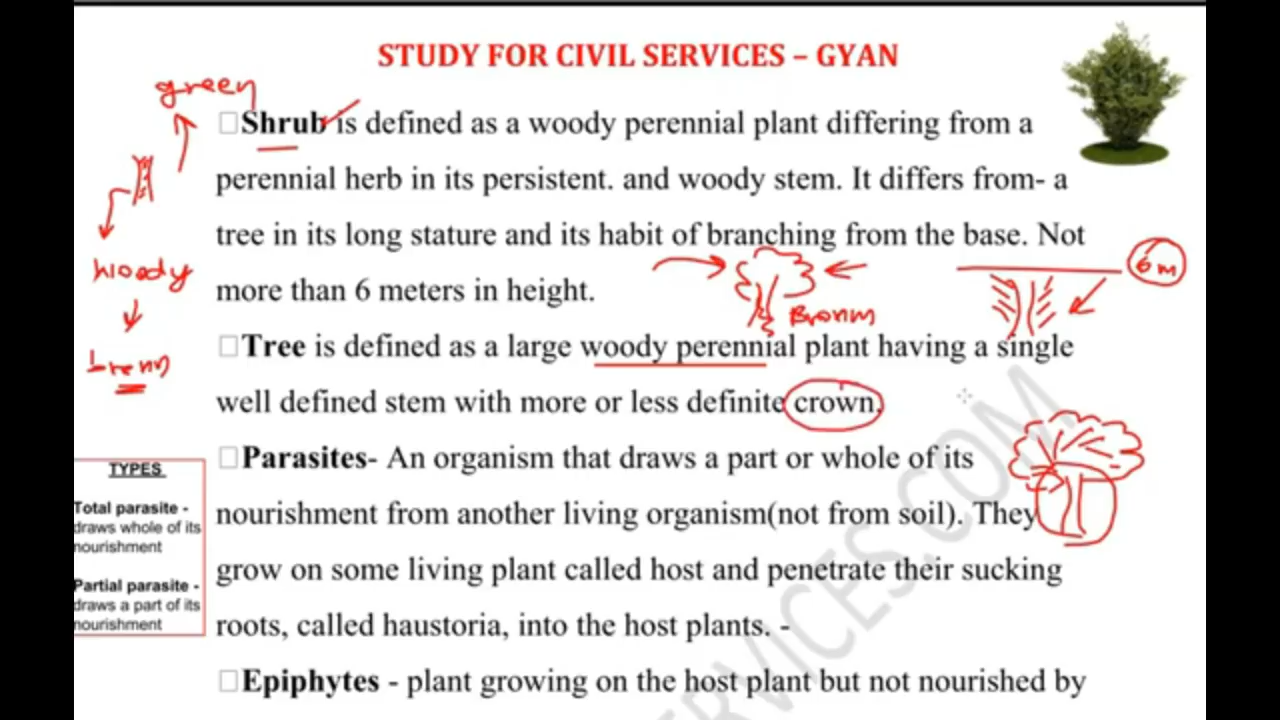 STUDY FOR CIVIL SERVICES – GYAN
green
Shrub is defined as a woody perennial plant differing from a
perennial herb in its persistent. and woody stem. It differs from- a
tree in its long stature and its habit of branching from the base. Not
woody
6 m
more than 6 meters in height.
Tree is defined as a large woody perennial plant having a single
well defined stem with more or less definite crown.
Parasites- An organism that draws a part or whole of its
nourishment from another living organism(not from soil). They
grow on some living plant called host and penetrate their sucking
roots, called haustoria, into the host plants. -
Epiphytes - plant growing on the host plant but not nourished by
TYPES
Total parasite -
draws whole of its
nourishment
Partial parasite -
draws a part of its
nourishment
SERVICES.COM